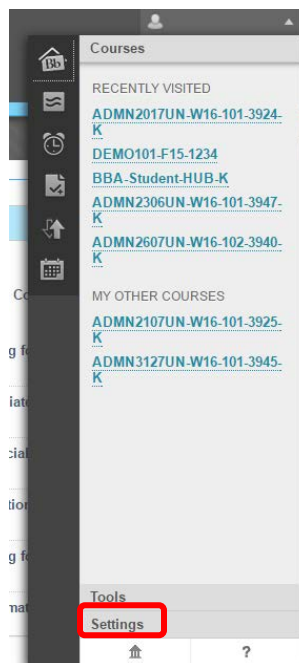 Courses
Bb
RECENTLY VISITED
ADMN2017UN-W16-101-3924-
K
DEMO101-F15-1234
BBA-Student-HUB-K
ADMN2306UN-W16-101-3947-
K
ADMN2607UN-W16-102-3940-
K
MY OTHER COURSES
ADMN2107UN-W16-101-3925-
K
ADMN3127UN-W16-101-3945-
K
Tools
Settings
?